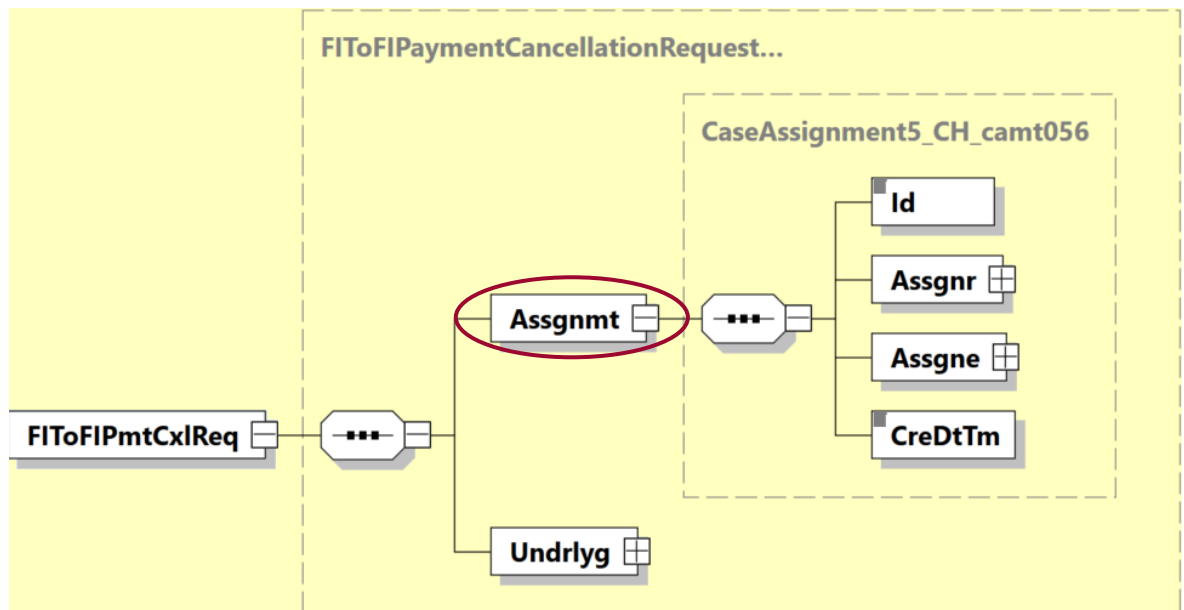 FIToFIPaymentCancellationRequest...
CaseAssignment5_CH_camt056
Id
Assgnr
Assgnmt
Assgne
CreDtTm
FIToFIPmtCxlReq
Undrlyg